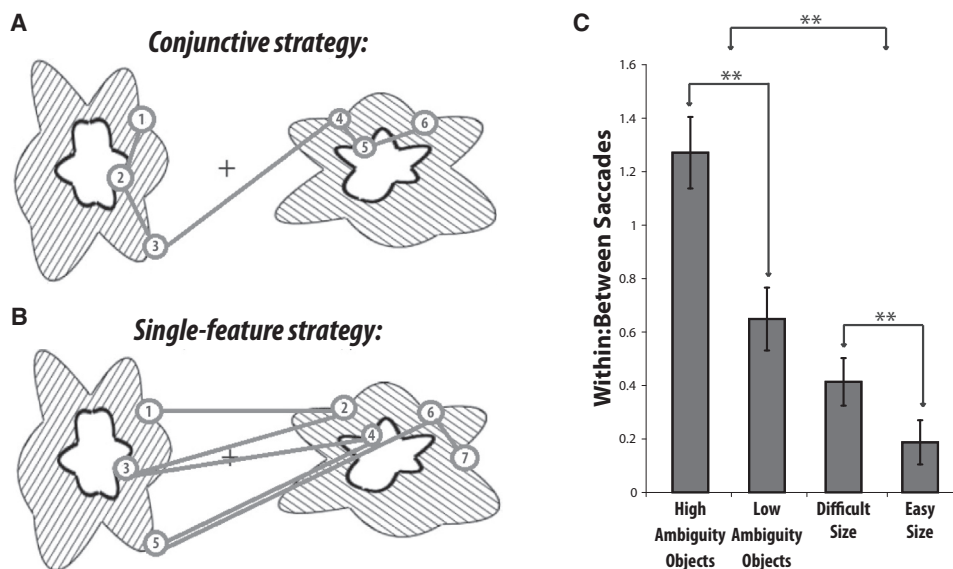 A
Conjunctive strategy:
1
2
3
4
5
6
+
B
Single-feature strategy:
1
2
3
4
5
6
7
+
C
**
**
**
Within:Between Saccades
1.6
1.4
1.2
1
0.8
0.6
0.4
0.2
0
High
Ambiguity
Objects
Low
Ambiguity
Objects
Difficult
Size
Easy
Size